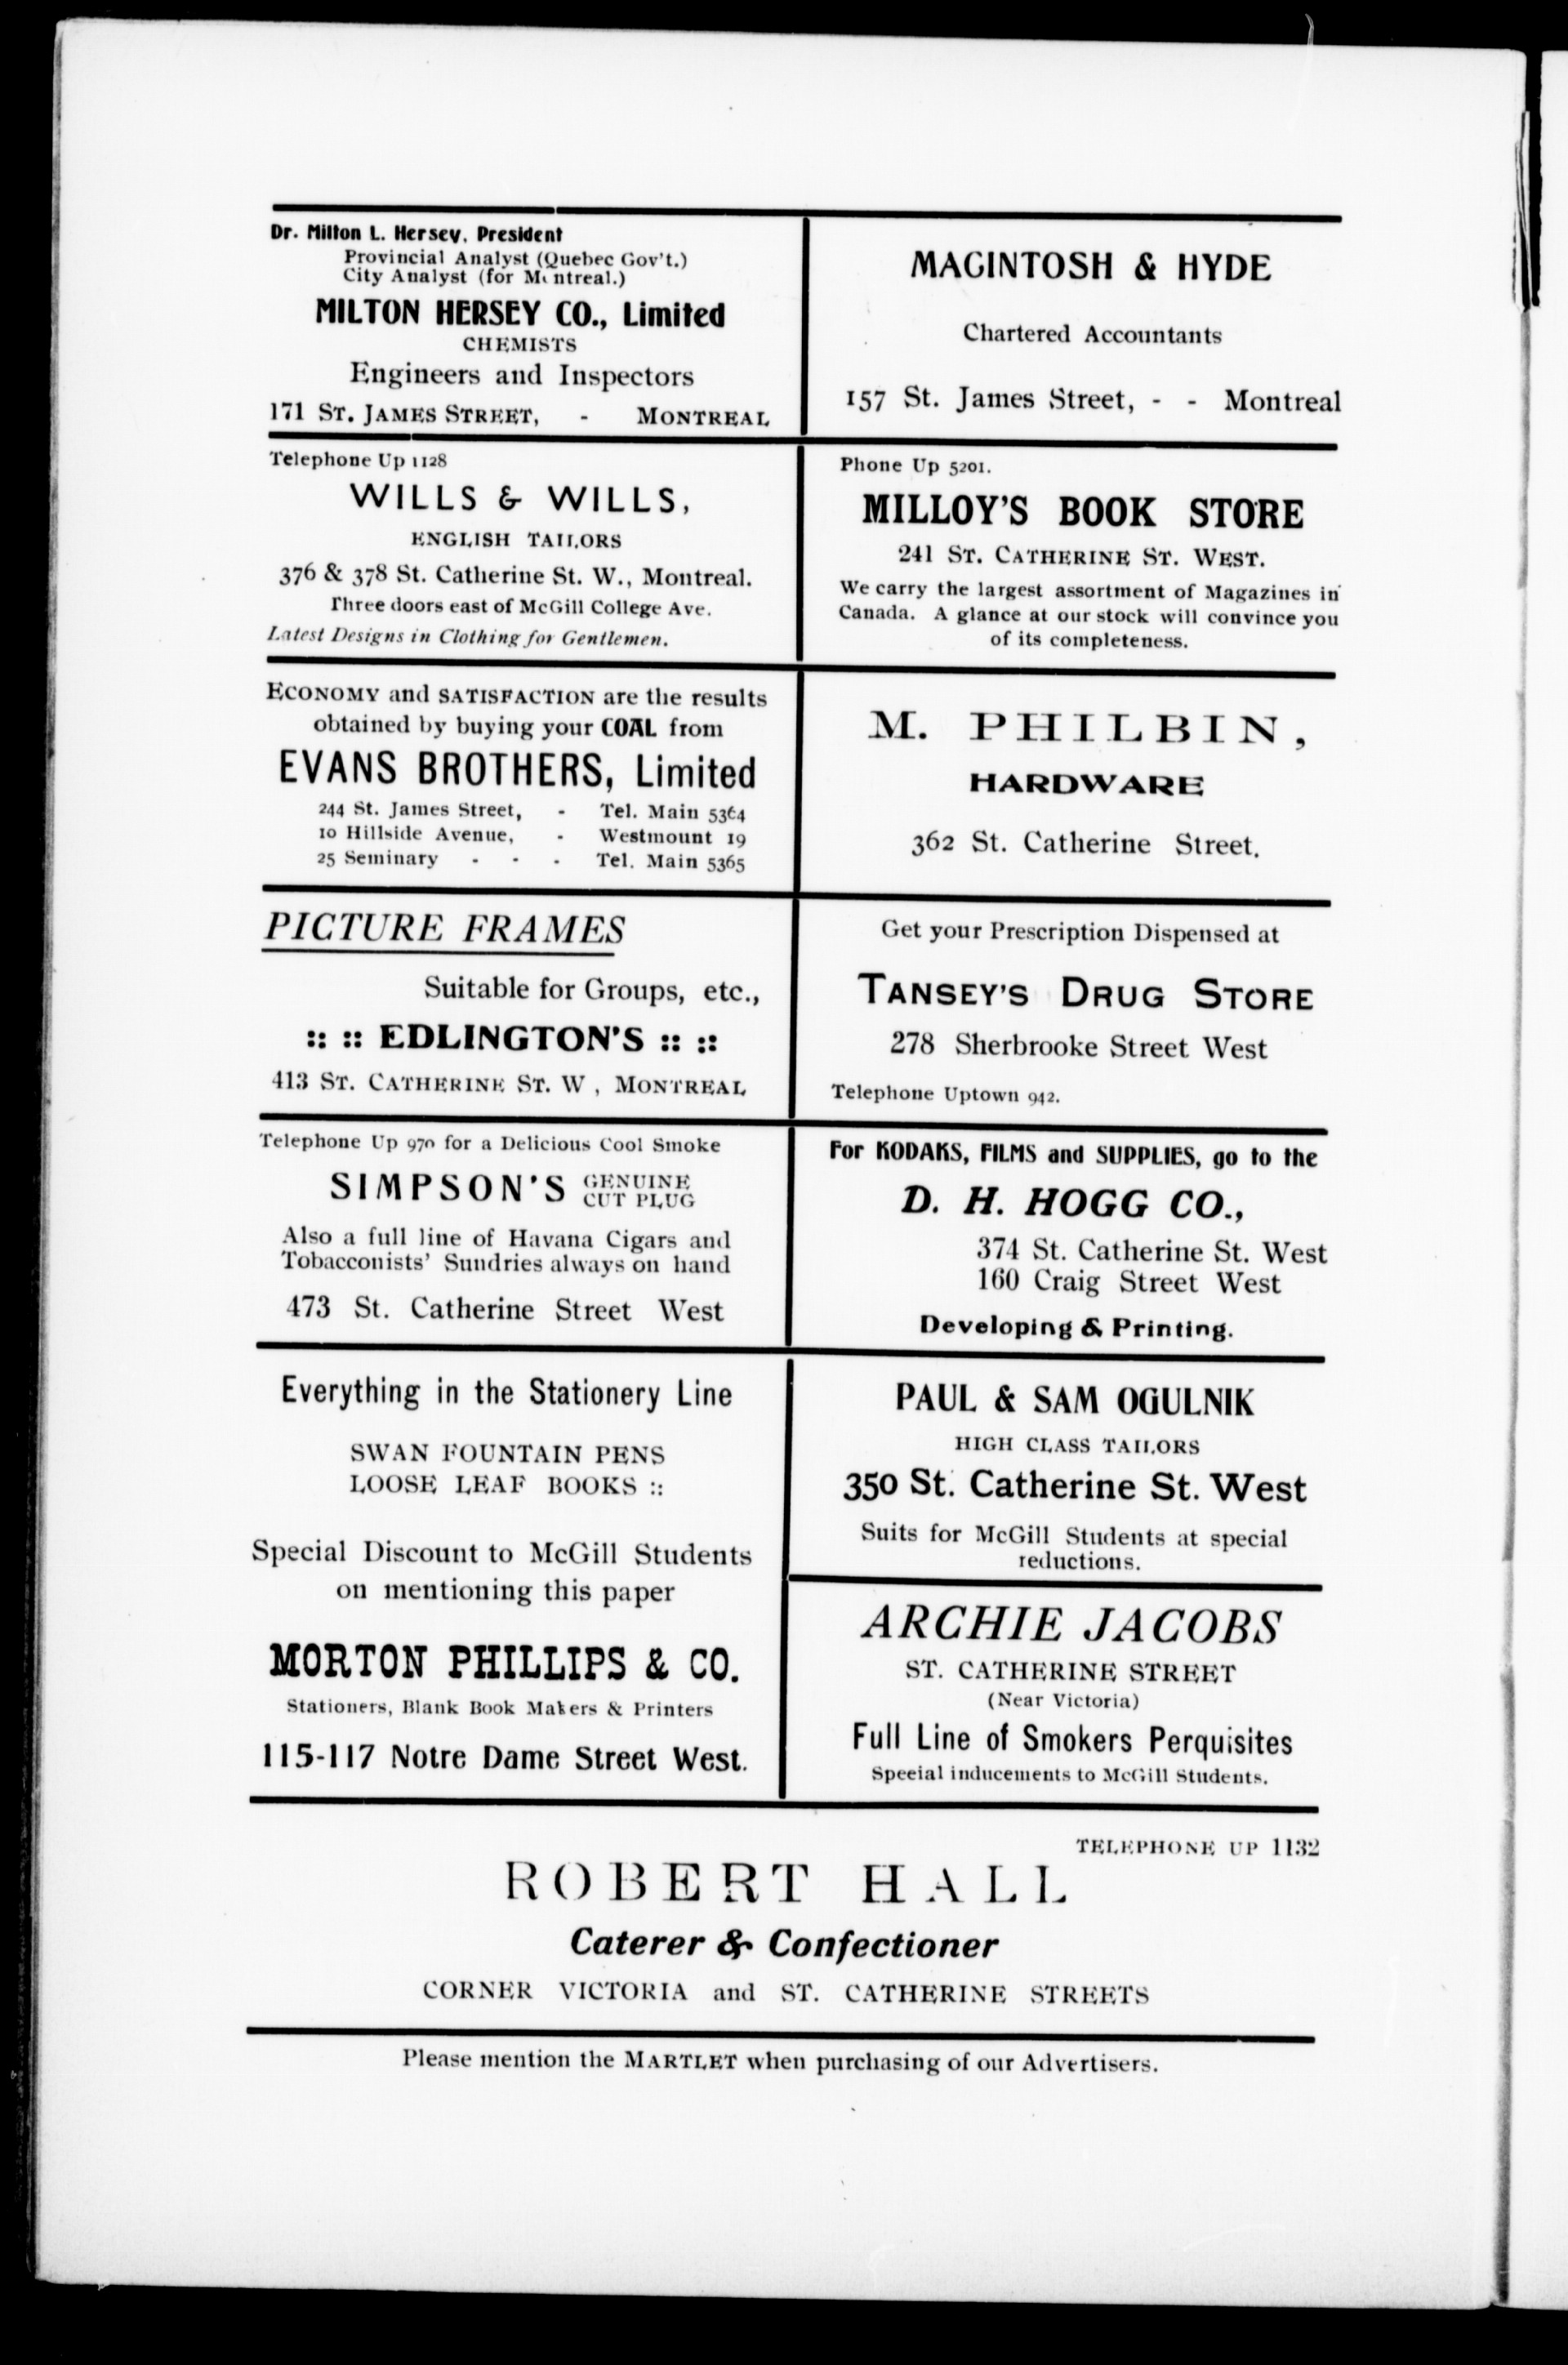 Dr. Milton L. Hersey, President
Provincial Analyst (Quebec Gov't.)
City Analyst (for Montreal.)
MILTON HERSEY CO., Limited
CHEMISTS
Engineers and Inspectors
171 ST. JAMES STREET, - MONTREAL
MACINTOSH & HYDE
Chartered Accountants
157 St. James Street, - - Montreal
Telephone Up 1128
WILLS & WILLS,
ENGLISH TAILORS
376 & 378 St. Catherine St. W., Montreal.
Three doors east of McGill College Ave.
Latest Designs in Clothing for Gentlemen.
Phone Up 5201.
MILLOY'S BOOK STORE
241 ST. CATHERINE ST. WEST.
We carry the largest assortment of Magazines in
Canada. A glance at our stock will convince you
of its completeness.
ECONOMY and SATISFACTION are the results
obtained by buying your COAL from
EVANS BROTHERS, Limited
244 St. James Street, - Tel. Main 5364
10 Hillside Avenue, - Westmount 19
25 Seminary - - - Tel. Main 5365
M. PHILBIN,
HARDWARE
362 St. Catherine Street.
PICTURE FRAMES
Suitable for Groups, etc.,
:: :: EDLINGTON'S :: ::
413 ST. CATHERINE ST. W , MONTREAL
Get your Prescription Dispensed at
TANSEY'S DRUG STORE
278 Sherbrooke Street West
Telephone Uptown 942.
Telephone Up 970 for a Delicious Cool Smoke
SIMPSON'S GENUINE
CUT PLUG
Also a full line of Havana Cigars and
Tobacconists' Sundries always on hand
473 St. Catherine Street West
For KODAKS, FILMS and SUPPLIES, go to the
D. H. HOGG CO.,
374 St. Catherine St. West
160 Craig Street West
Developing & Printing.
Everything in the Stationery Line
SWAN FOUNTAIN PENS
LOOSE LEAF BOOKS ::
Special Discount to McGill Students
on mentioning this paper
MORTON PHILLIPS & CO.
Stationers, Blank Book Makers & Printers
115-117 Notre Dame Street West.
PAUL & SAM OGULNIK
HIGH CLASS TAILORS
350 St. Catherine St. West
Suits for McGill Students at special
reductions.
ARCHIE JACOBS
ST. CATHERINE STREET
(Near Victoria)
Full Line of Smokers Perquisites
Special inducements to McGill Students.
TELEPHONE UP 1132
ROBERT HALL
Caterer & Confectioner
CORNER VICTORIA and ST. CATHERINE STREETS
Please mention the MARTLET when purchasing of our Advertisers.